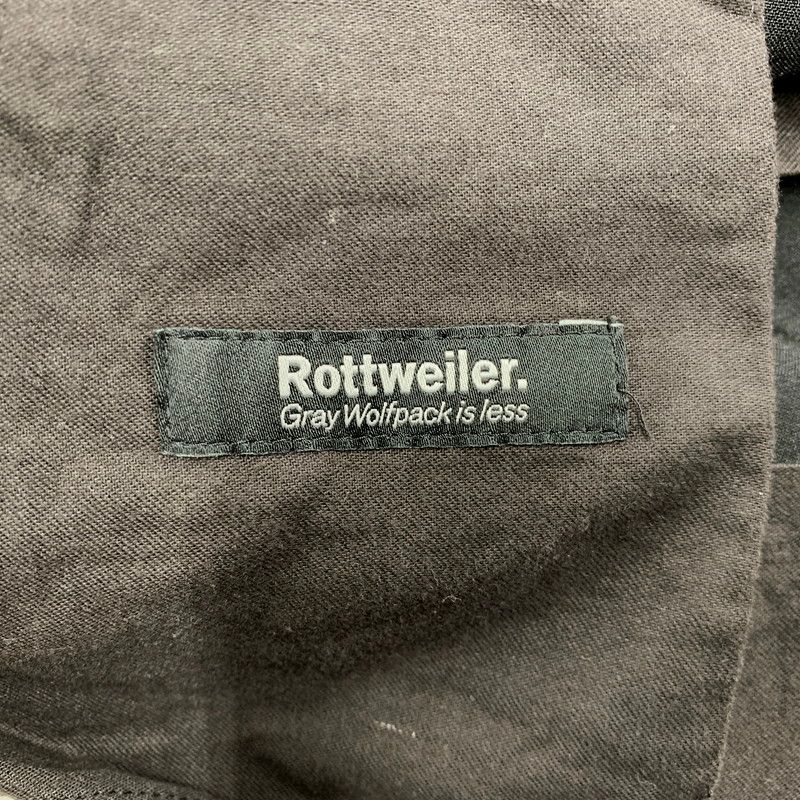 Rottweiler.
Gray Wolfpack is less